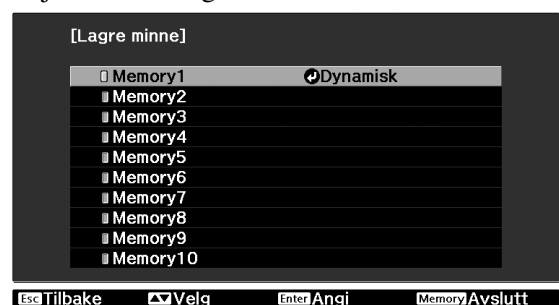 [Lagre minne]
Memory1 Dynamisk
Memory2
Memory3
Memory4
Memory5
Memory6
Memory7
Memory8
Memory9
Memory10
Esc Tilbake Velg Enter Angi Memory Avslutt